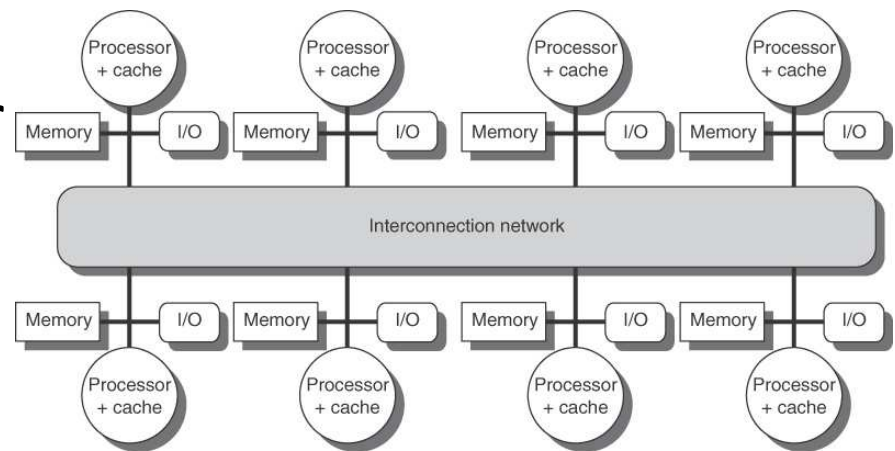 Processor
+ cache
Processor
+ cache
Processor
+ cache
Processor
+ cache
Memory
I/O
Memory
I/O
Memory
I/O
Memory
I/O
Interconnection network
Memory
I/O
Memory
I/O
Memory
I/O
Memory
I/O
Processor
+ cache
Processor
+ cache
Processor
+ cache
Processor
+ cache